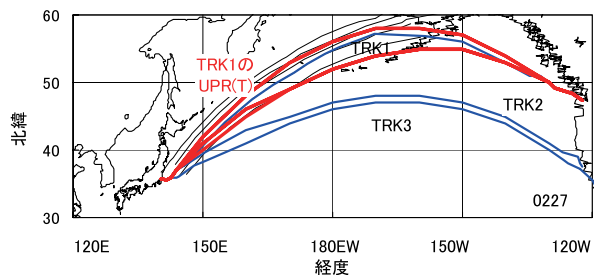 60
50
40
30
北緯
TRK1の
UPR(T)
TRK1
TRK2
TRK3
0227
120E
150E
180EW
150W
120W
経度